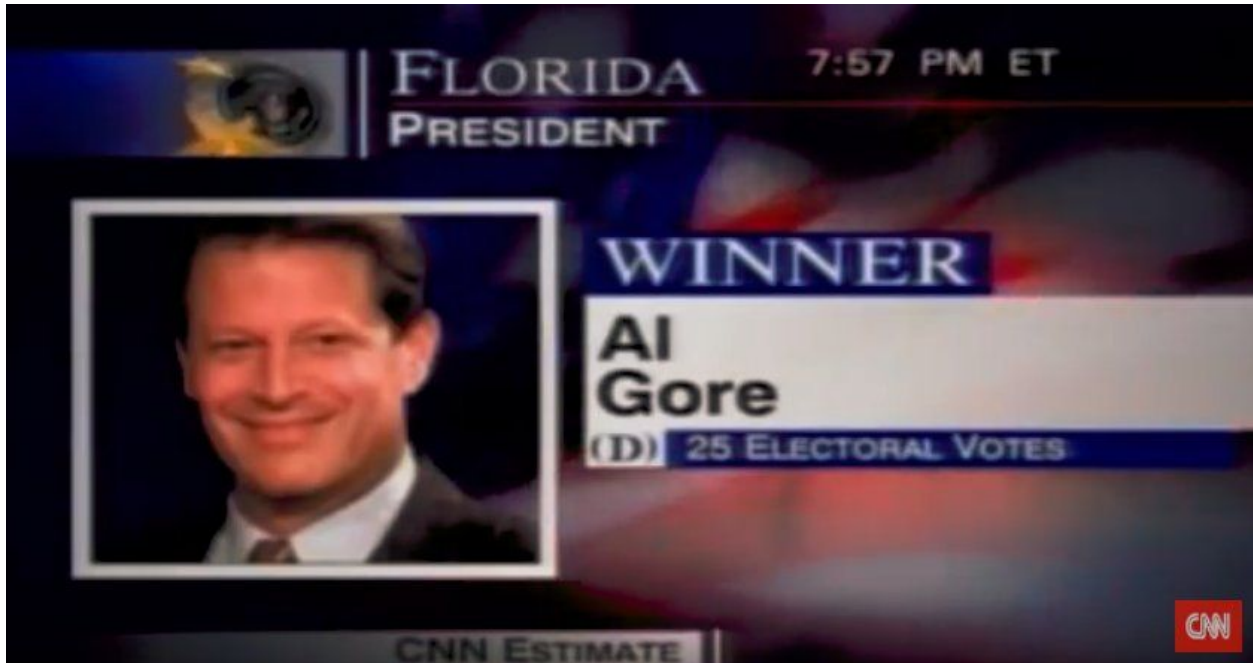 FLORIDA
7:57 PM ET
PRESIDENT
WINNER
Al
Gore
(D) 25 ELECTORAL VOTES
CNN ESTIMATE
CNN